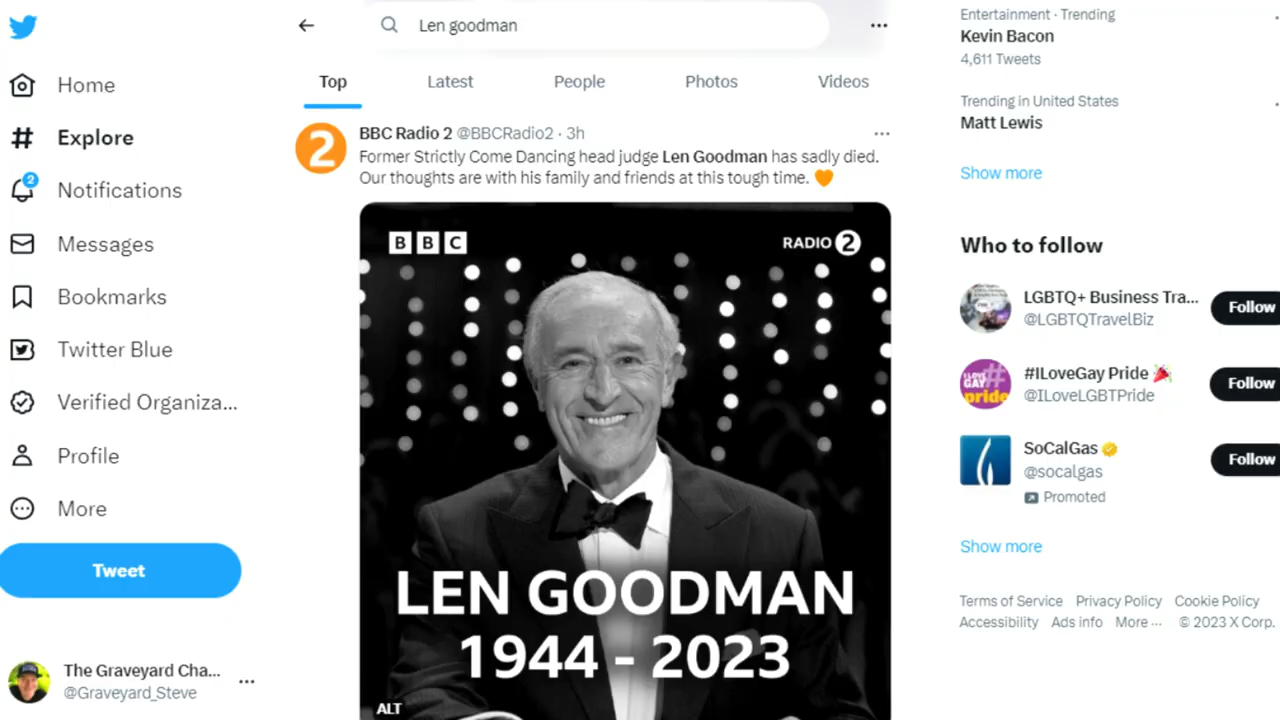 Home
Explore
2
Notifications
Messages
Bookmarks
Twitter Blue
Verified Organiza...
Profile
More
Tweet
The Graveyard Cha...
@Graveyard_Steve
Len goodman
Top
Latest
People
Photos
Videos
2
BBC Radio 2 @BBCRadio2 · 3h
Former Strictly Come Dancing head judge Len Goodman has sadly died.
Our thoughts are with his family and friends at this tough time. 🧡
BBC
RADIO 2
LEN GOODMAN
1944 - 2023
ALT
Entertainment · Trending
Kevin Bacon
4,611 Tweets
Trending in United States
Matt Lewis
Show more
Who to follow
LGBTQ+ Business Tra...
@LGBTQTravelBiz
Follow
I LOVE
GAY
#
pride
#ILoveGay Pride 🎉
@ILoveLGBTPride
Follow
SoCalGas
@socalgas
Promoted
Follow
Show more
Terms of Service Privacy Policy Cookie Policy
Accessibility Ads info More ··· © 2023 X Corp.